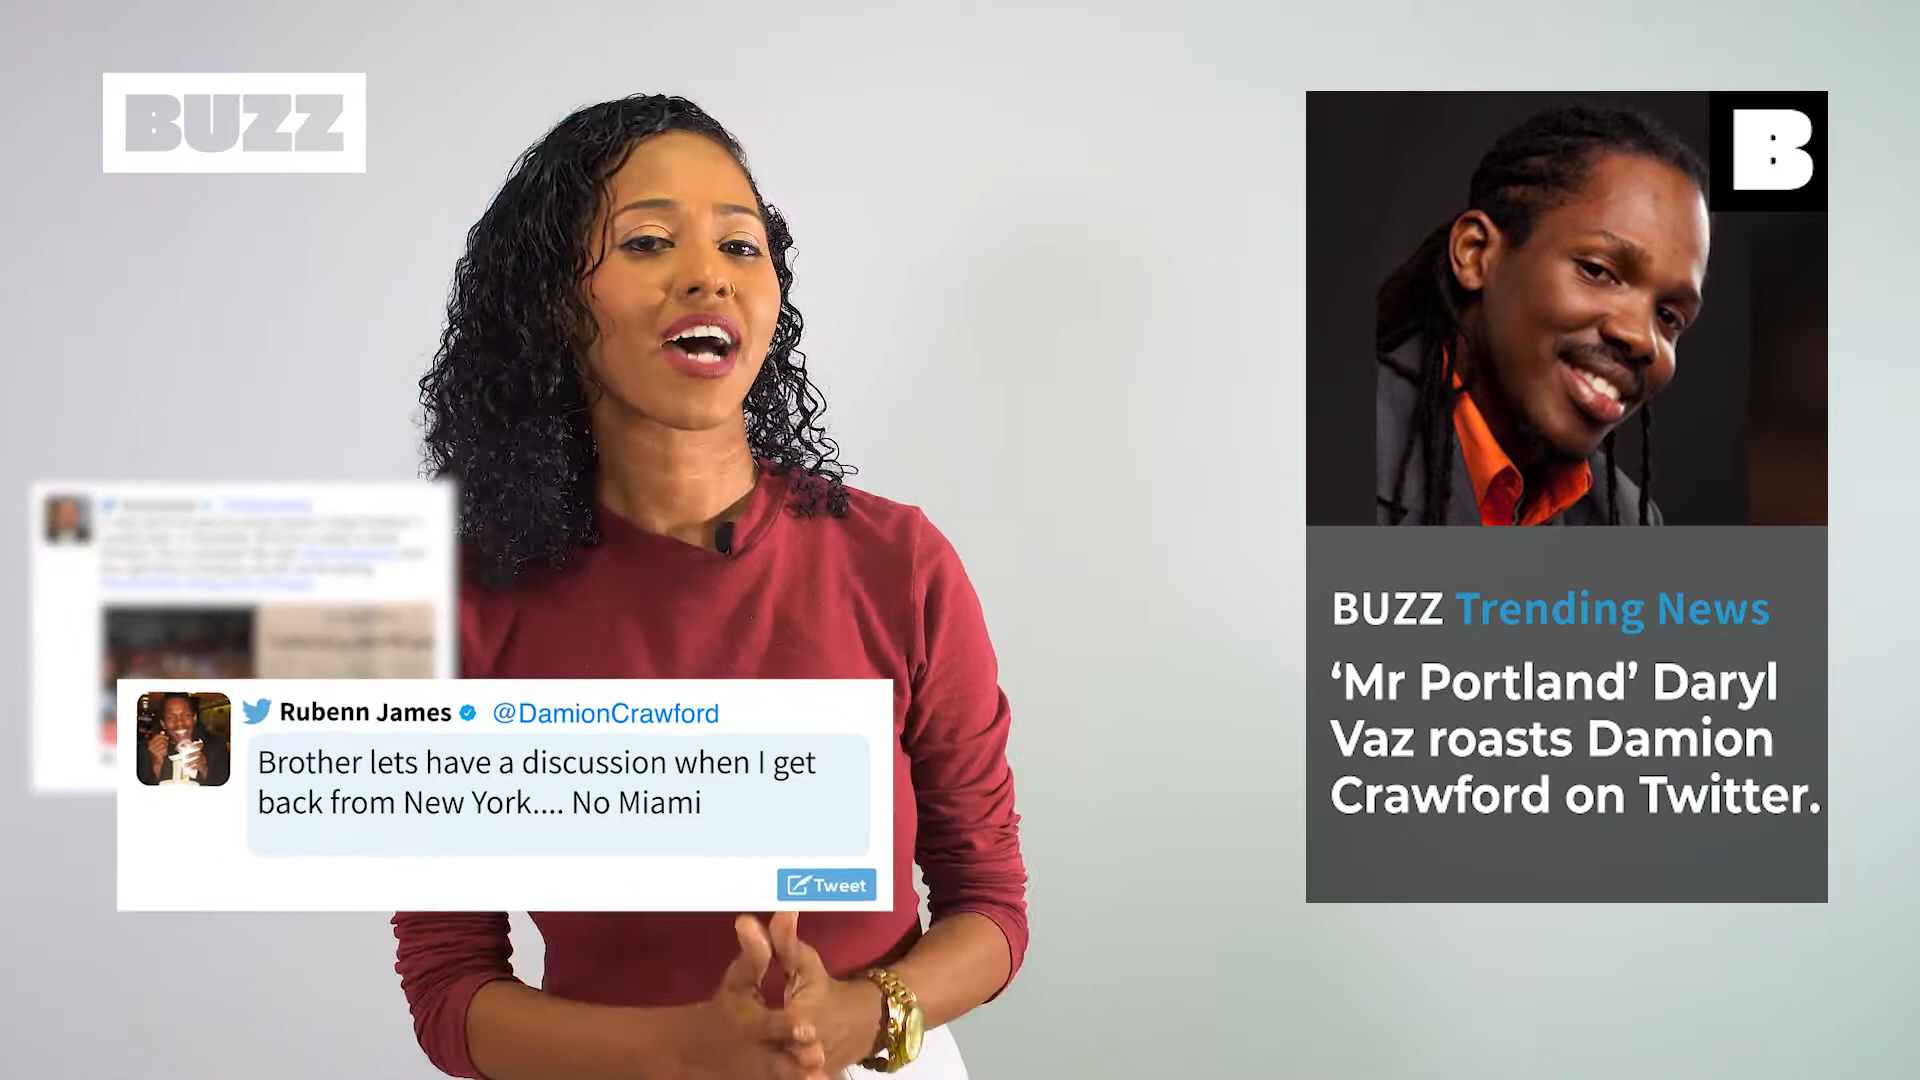 BUZZ
B
BUZZ Trending News
‘Mr Portland’ Daryl
Vaz roasts Damion
Crawford on Twitter.
Rubenn James @DamionCrawford
Brother lets have a discussion when I get
back from New York.... No Miami
Tweet